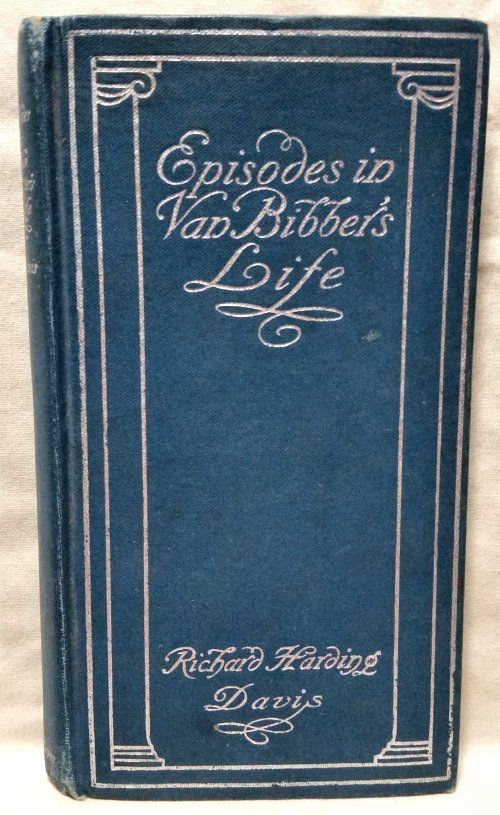 Episodes in
Van Bibber's
Life
Richard Harding
Davis